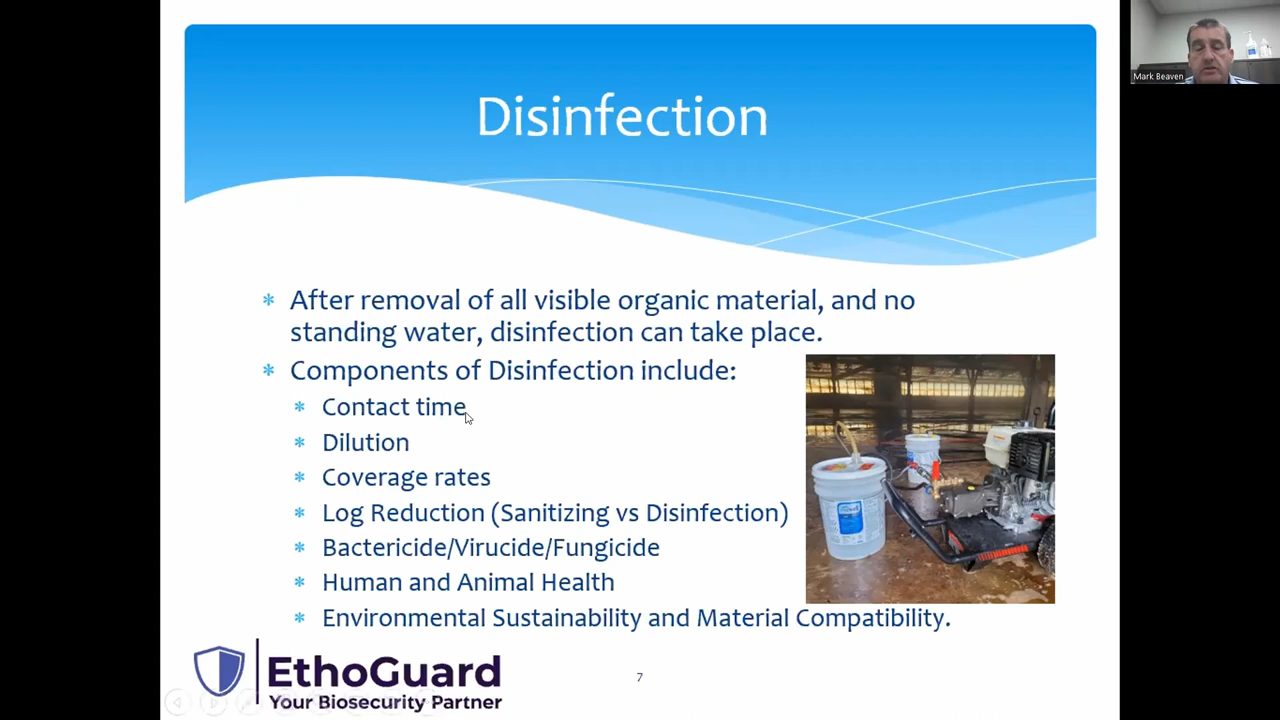 Disinfection
Mark Beaven
* After removal of all visible organic material, and no
standing water, disinfection can take place.
* Components of Disinfection include:
* Contact time
* Dilution
* Coverage rates
* Log Reduction (Sanitizing vs Disinfection)
* Bactericide/Virucide/Fungicide
* Human and Animal Health
* Environmental Sustainability and Material Compatibility.
EthoGuard
Your Biosecurity Partner
7